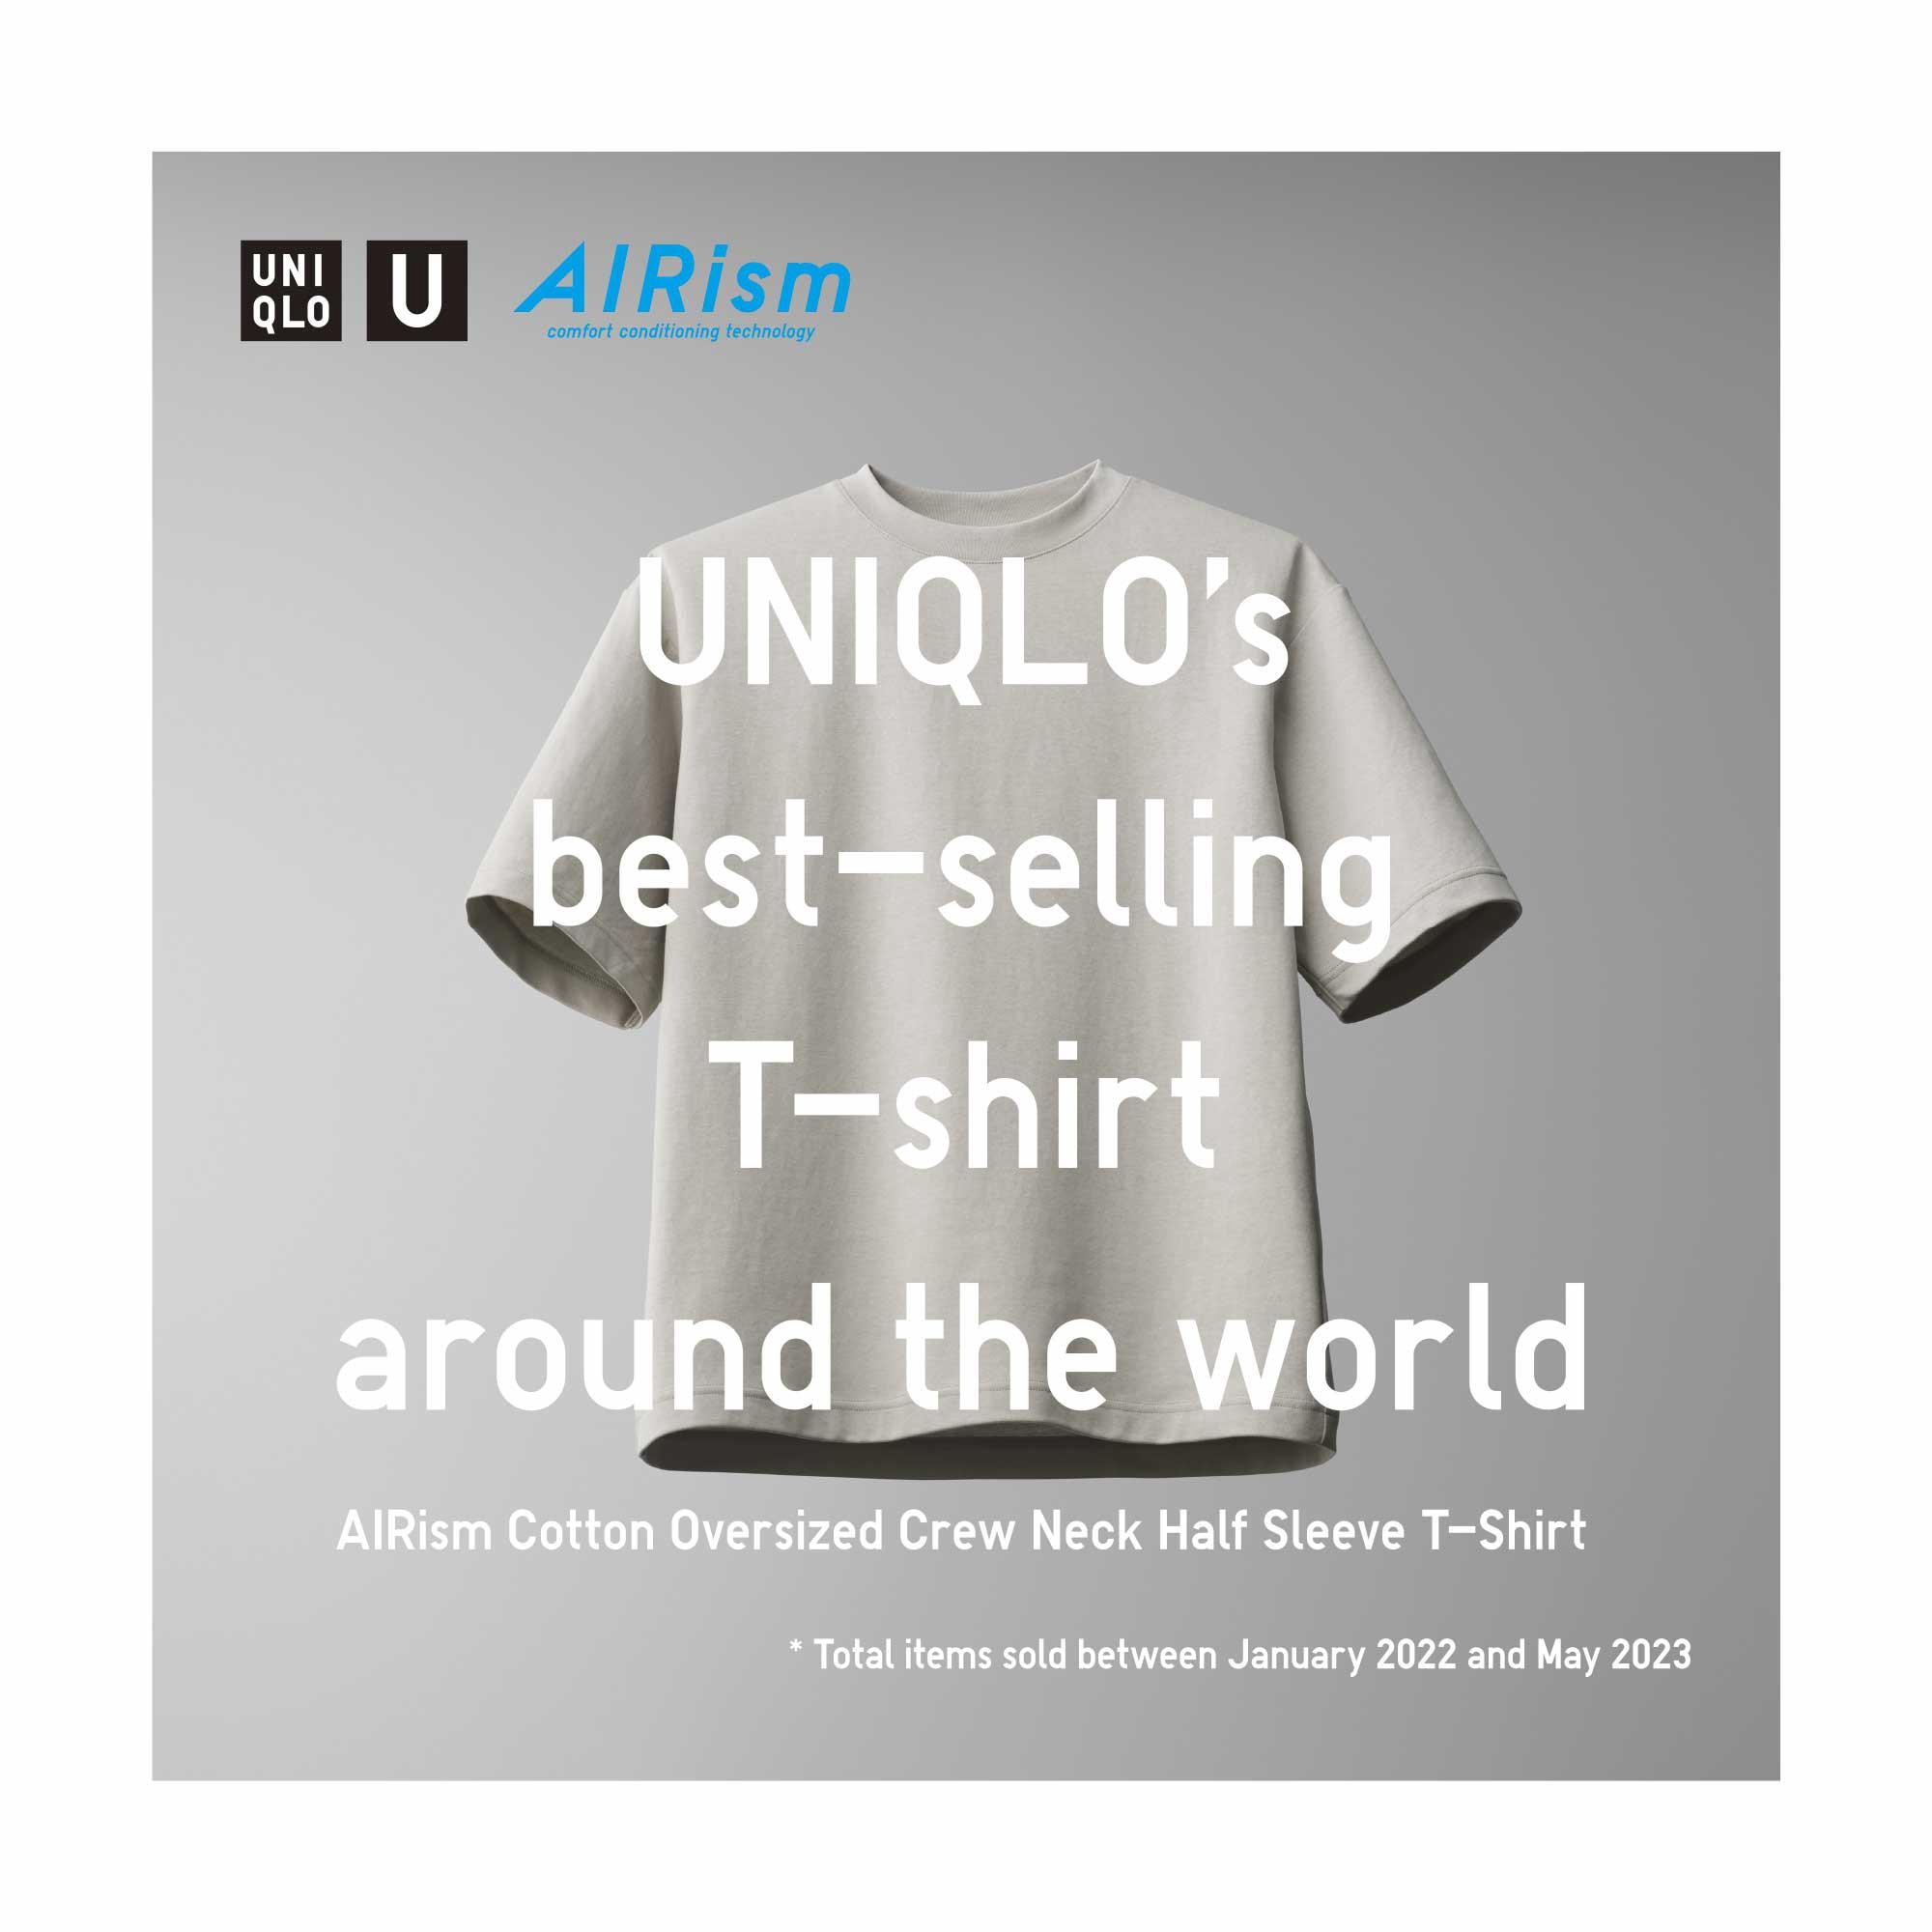 UNI
QLO
U
AIRism
comfort conditioning technology
UNIQLO's
best-selling
T-shirt
around the world
AIRism Cotton Oversized Crew Neck Half Sleeve T-Shirt
* Total items sold between January 2022 and May 2023